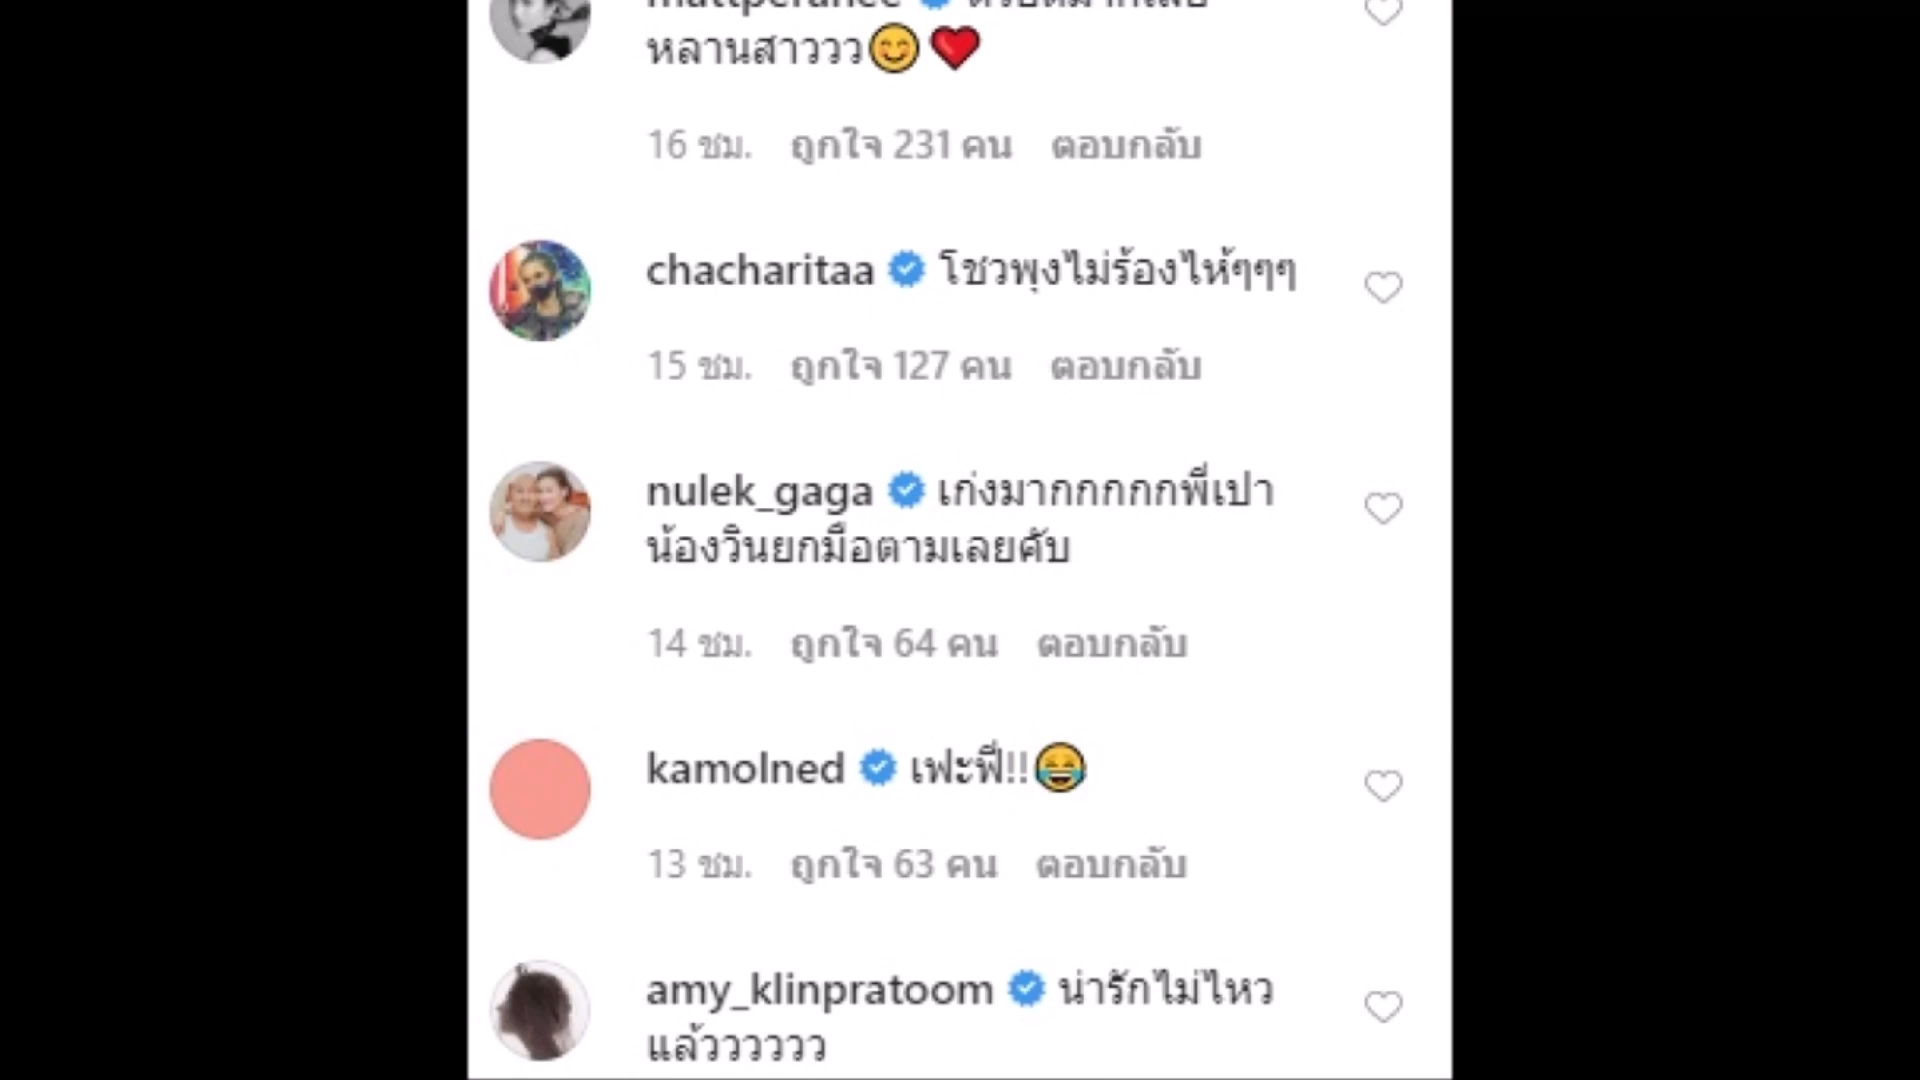 หลานสาววว😊❤️
16 ชม. ถูกใจ 231 คน ตอบกลับ
chacharitaa โชวพุงไม่ร้องไห้ๆๆๆ
15 ชม. ถูกใจ 127 คน ตอบกลับ
nulek_gaga เก่งมากกกกกพี่เปา
น้องวินยกมือตามเลยคับ
14 ชม. ถูกใจ 64 คน ตอบกลับ
kamolned เฟะฟี่!!😂
13 ชม. ถูกใจ 63 คน ตอบกลับ
amy_klinpratoom น่ารักไม่ไหว
แล้วววววว